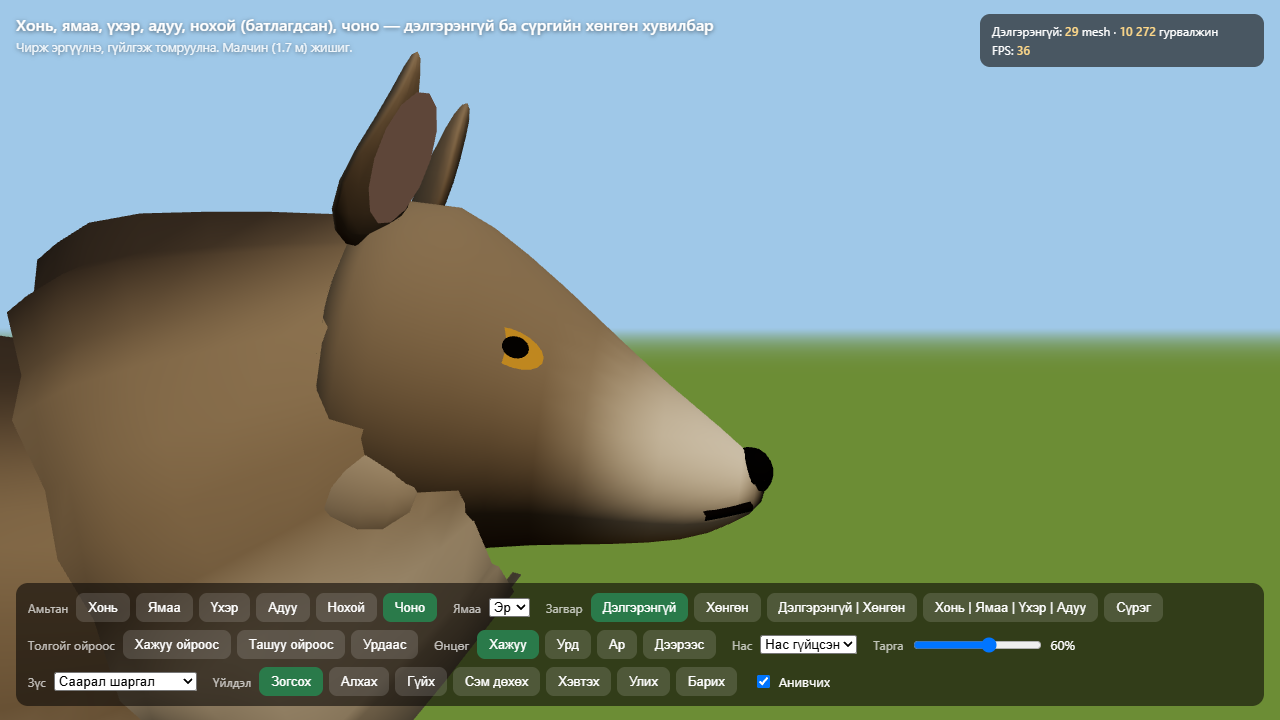 Хонь, ямаа, үхэр, адуу, нохой (батлагдсан), чоно — дэлгэрэнгүй ба сүргийн хөнгөн хувилбар
Чирж эргүүлнэ, гүйлгэж томруулна. Малчин (1.7 м) жишиг.
Дэлгэрэнгүй: 29 mesh · 10 272 гурвалжин
FPS: 36
Амьтан Хонь Ямаа Үхэр Адуу Нохой Чоно Ямаа Эр Загвар Дэлгэрэнгүй Хөнгөн Дэлгэрэнгүй | Хөнгөн Хонь | Ямаа | Үхэр | Адуу Сүрэг
Толгойг ойроос Хажуу ойроос Ташуу ойроос Урдаас Өнцөг Хажуу Урд Ар Дээрээс Нас Нас гүйцсэн Тарга 60%
Зүс Саарал шаргал Үйлдэл Зогсох Алхах Гүйх Сэм дөхөх Хэвтэх Улих Барих Анивчих